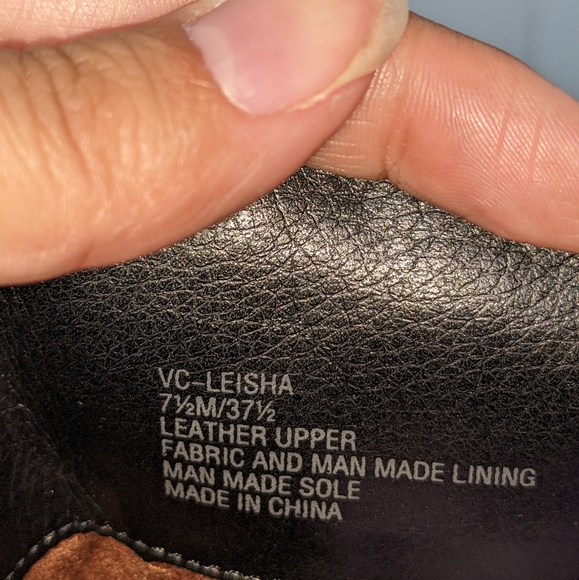 VC-LEISHA
7½M/37½
LEATHER UPPER
FABRIC AND MAN MADE LINING
MAN MADE SOLE
MADE IN CHINA